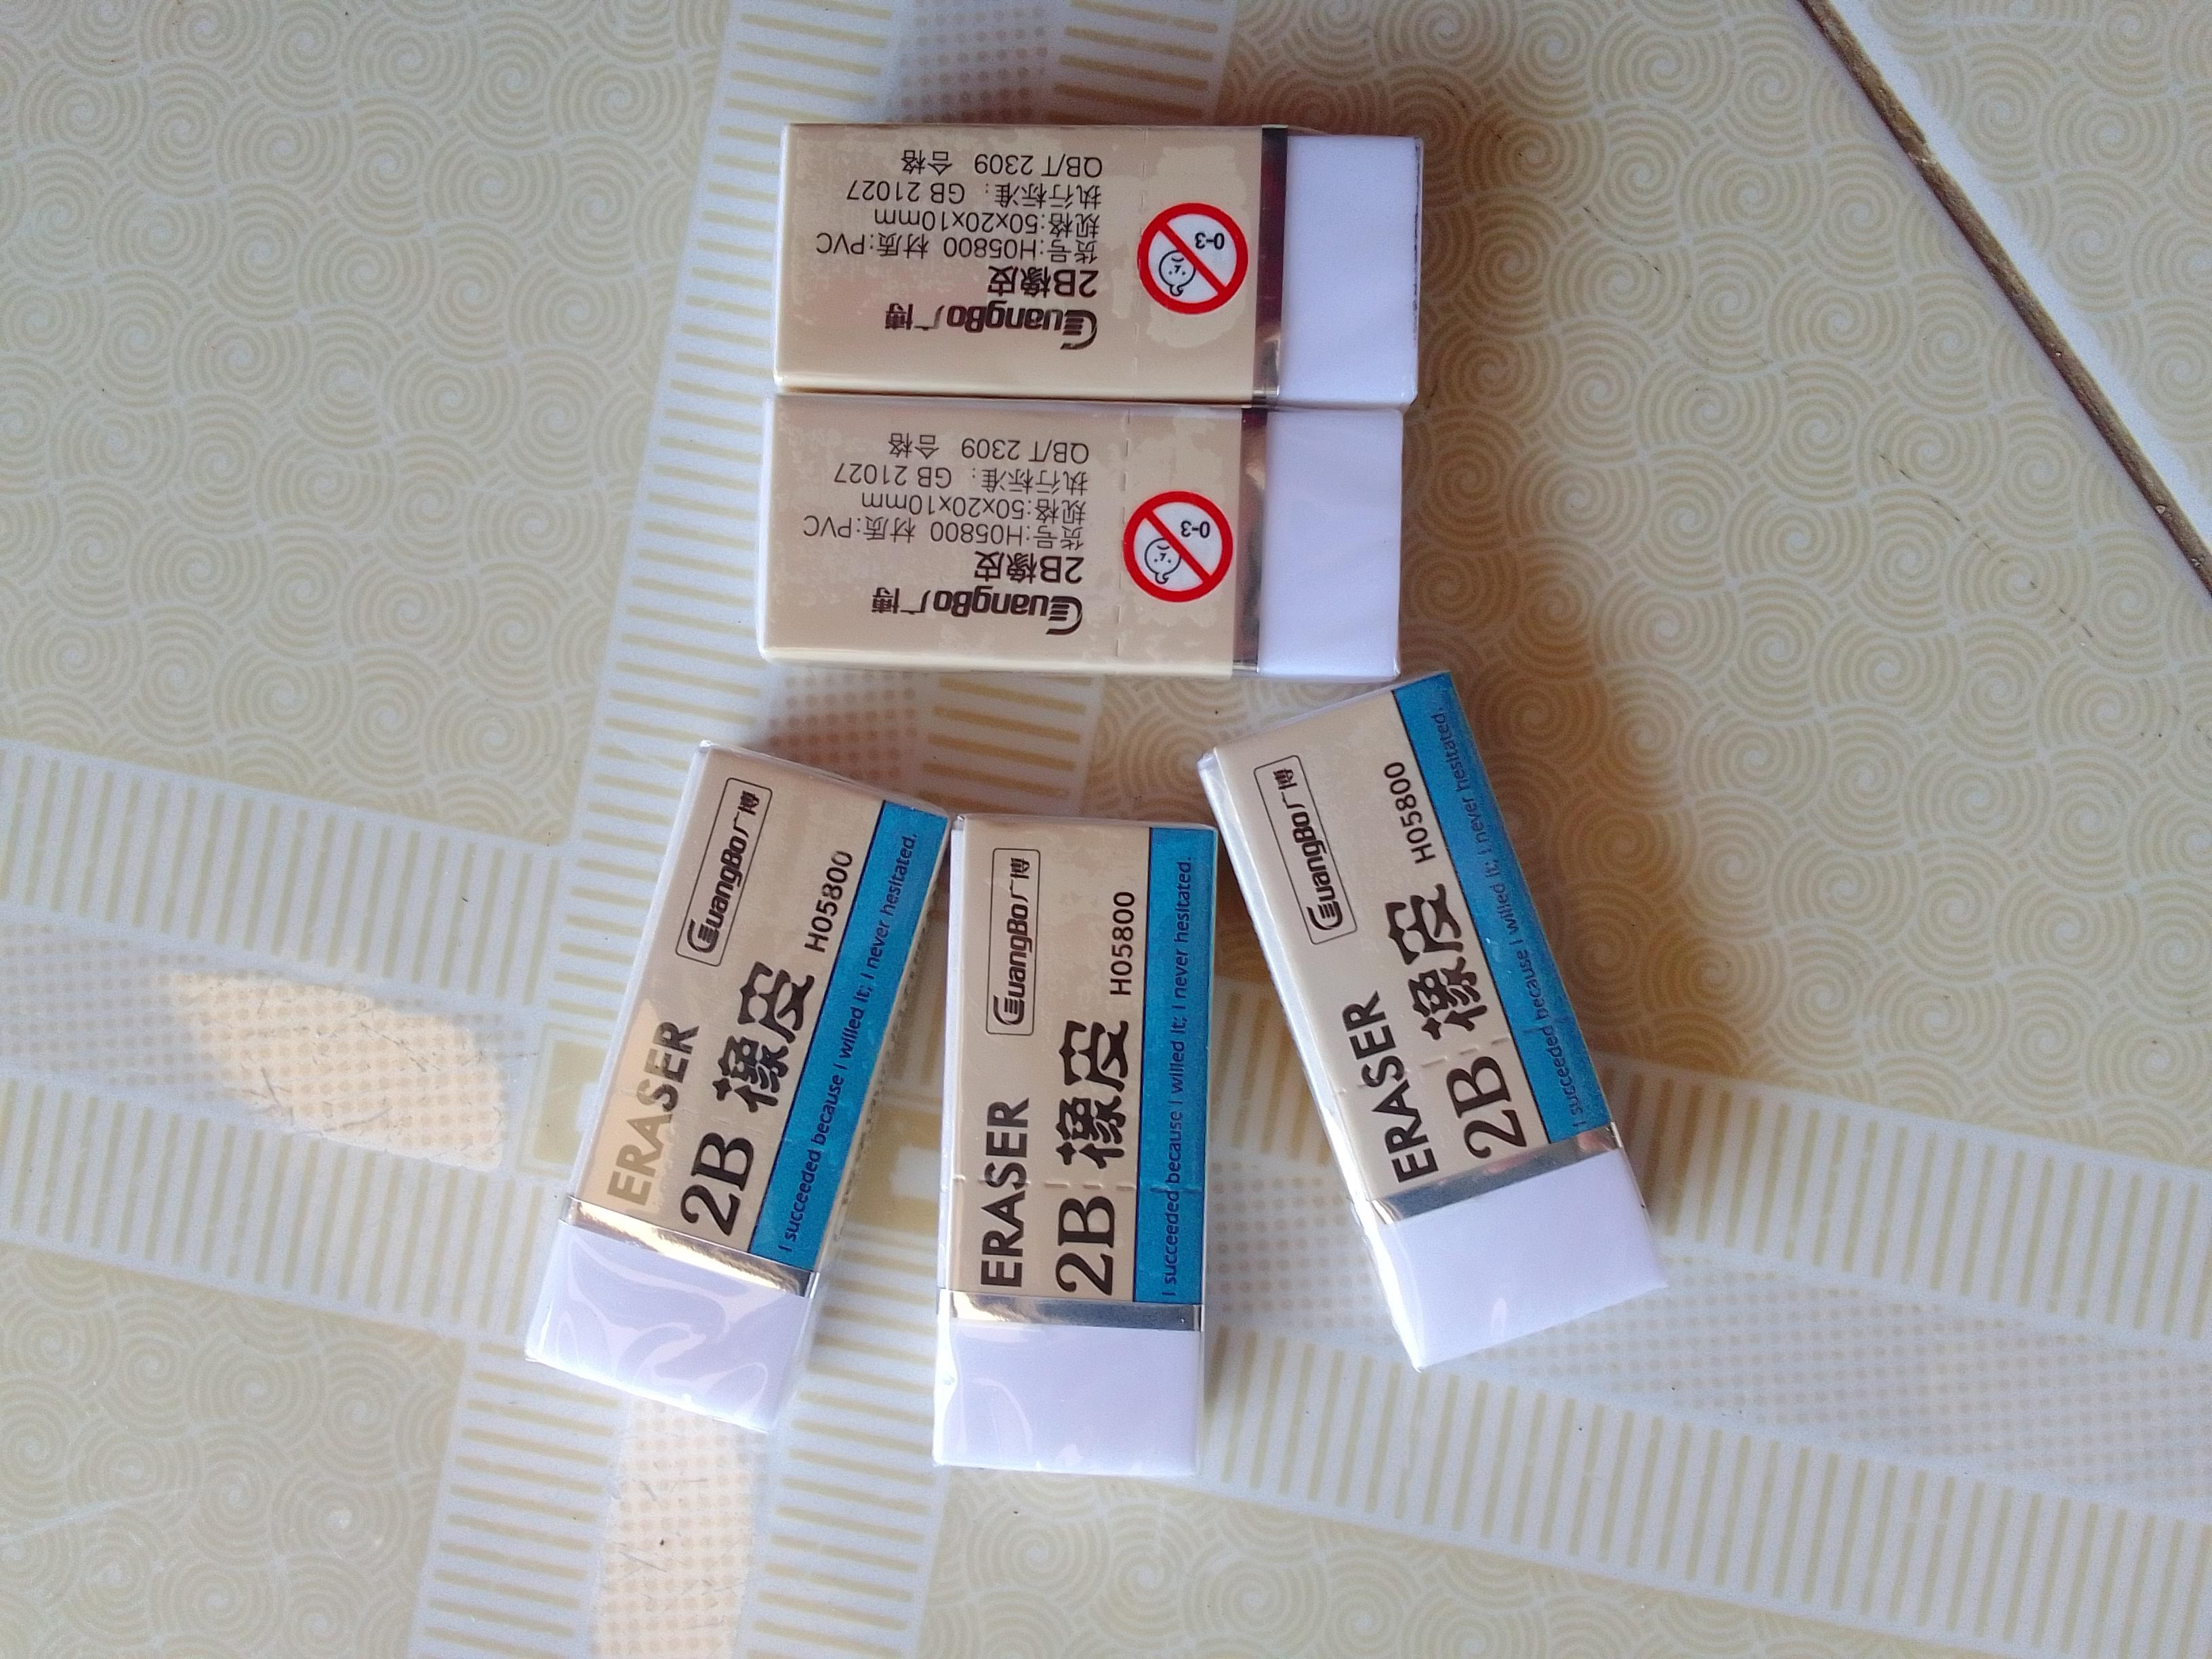 GuangBo广博
2B橡皮
货号:H05800 材质:PVC
规格:50x20x10mm
执行标准: GB 21027
QB/T 2309 合格
0-3
GuangBo广博
2B橡皮
货号:H05800 材质:PVC
规格:50x20x10mm
执行标准: GB 21027
QB/T 2309 合格
0-3
GuangBo广博
ERASER
2B 橡皮 H05800
I succeeded because I willed it; I never hesitated.
GuangBo广博
ERASER
2B 橡皮 H05800
I succeeded because I willed it; I never hesitated.
GuangBo广博
ERASER
2B 橡皮 H05800
I succeeded because I willed it; I never hesitated.